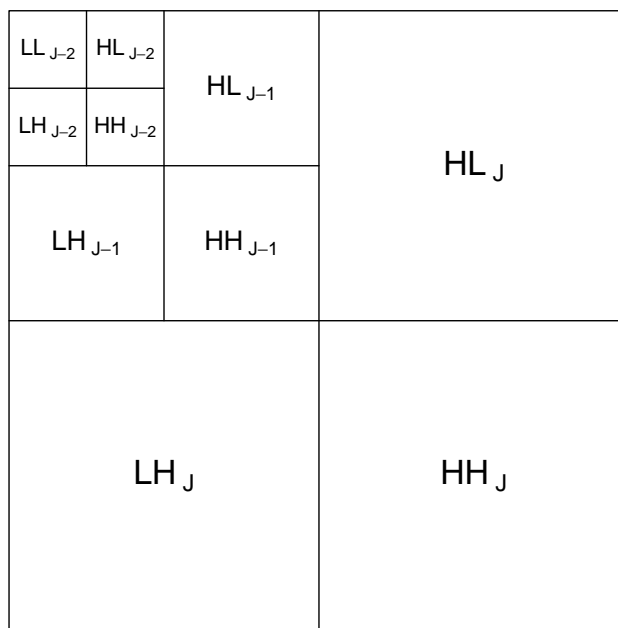 LL J–2 HL J–2
HL J–1
LH J–2 HH J–2
HL J
LH J–1 HH J–1
LH J HH J